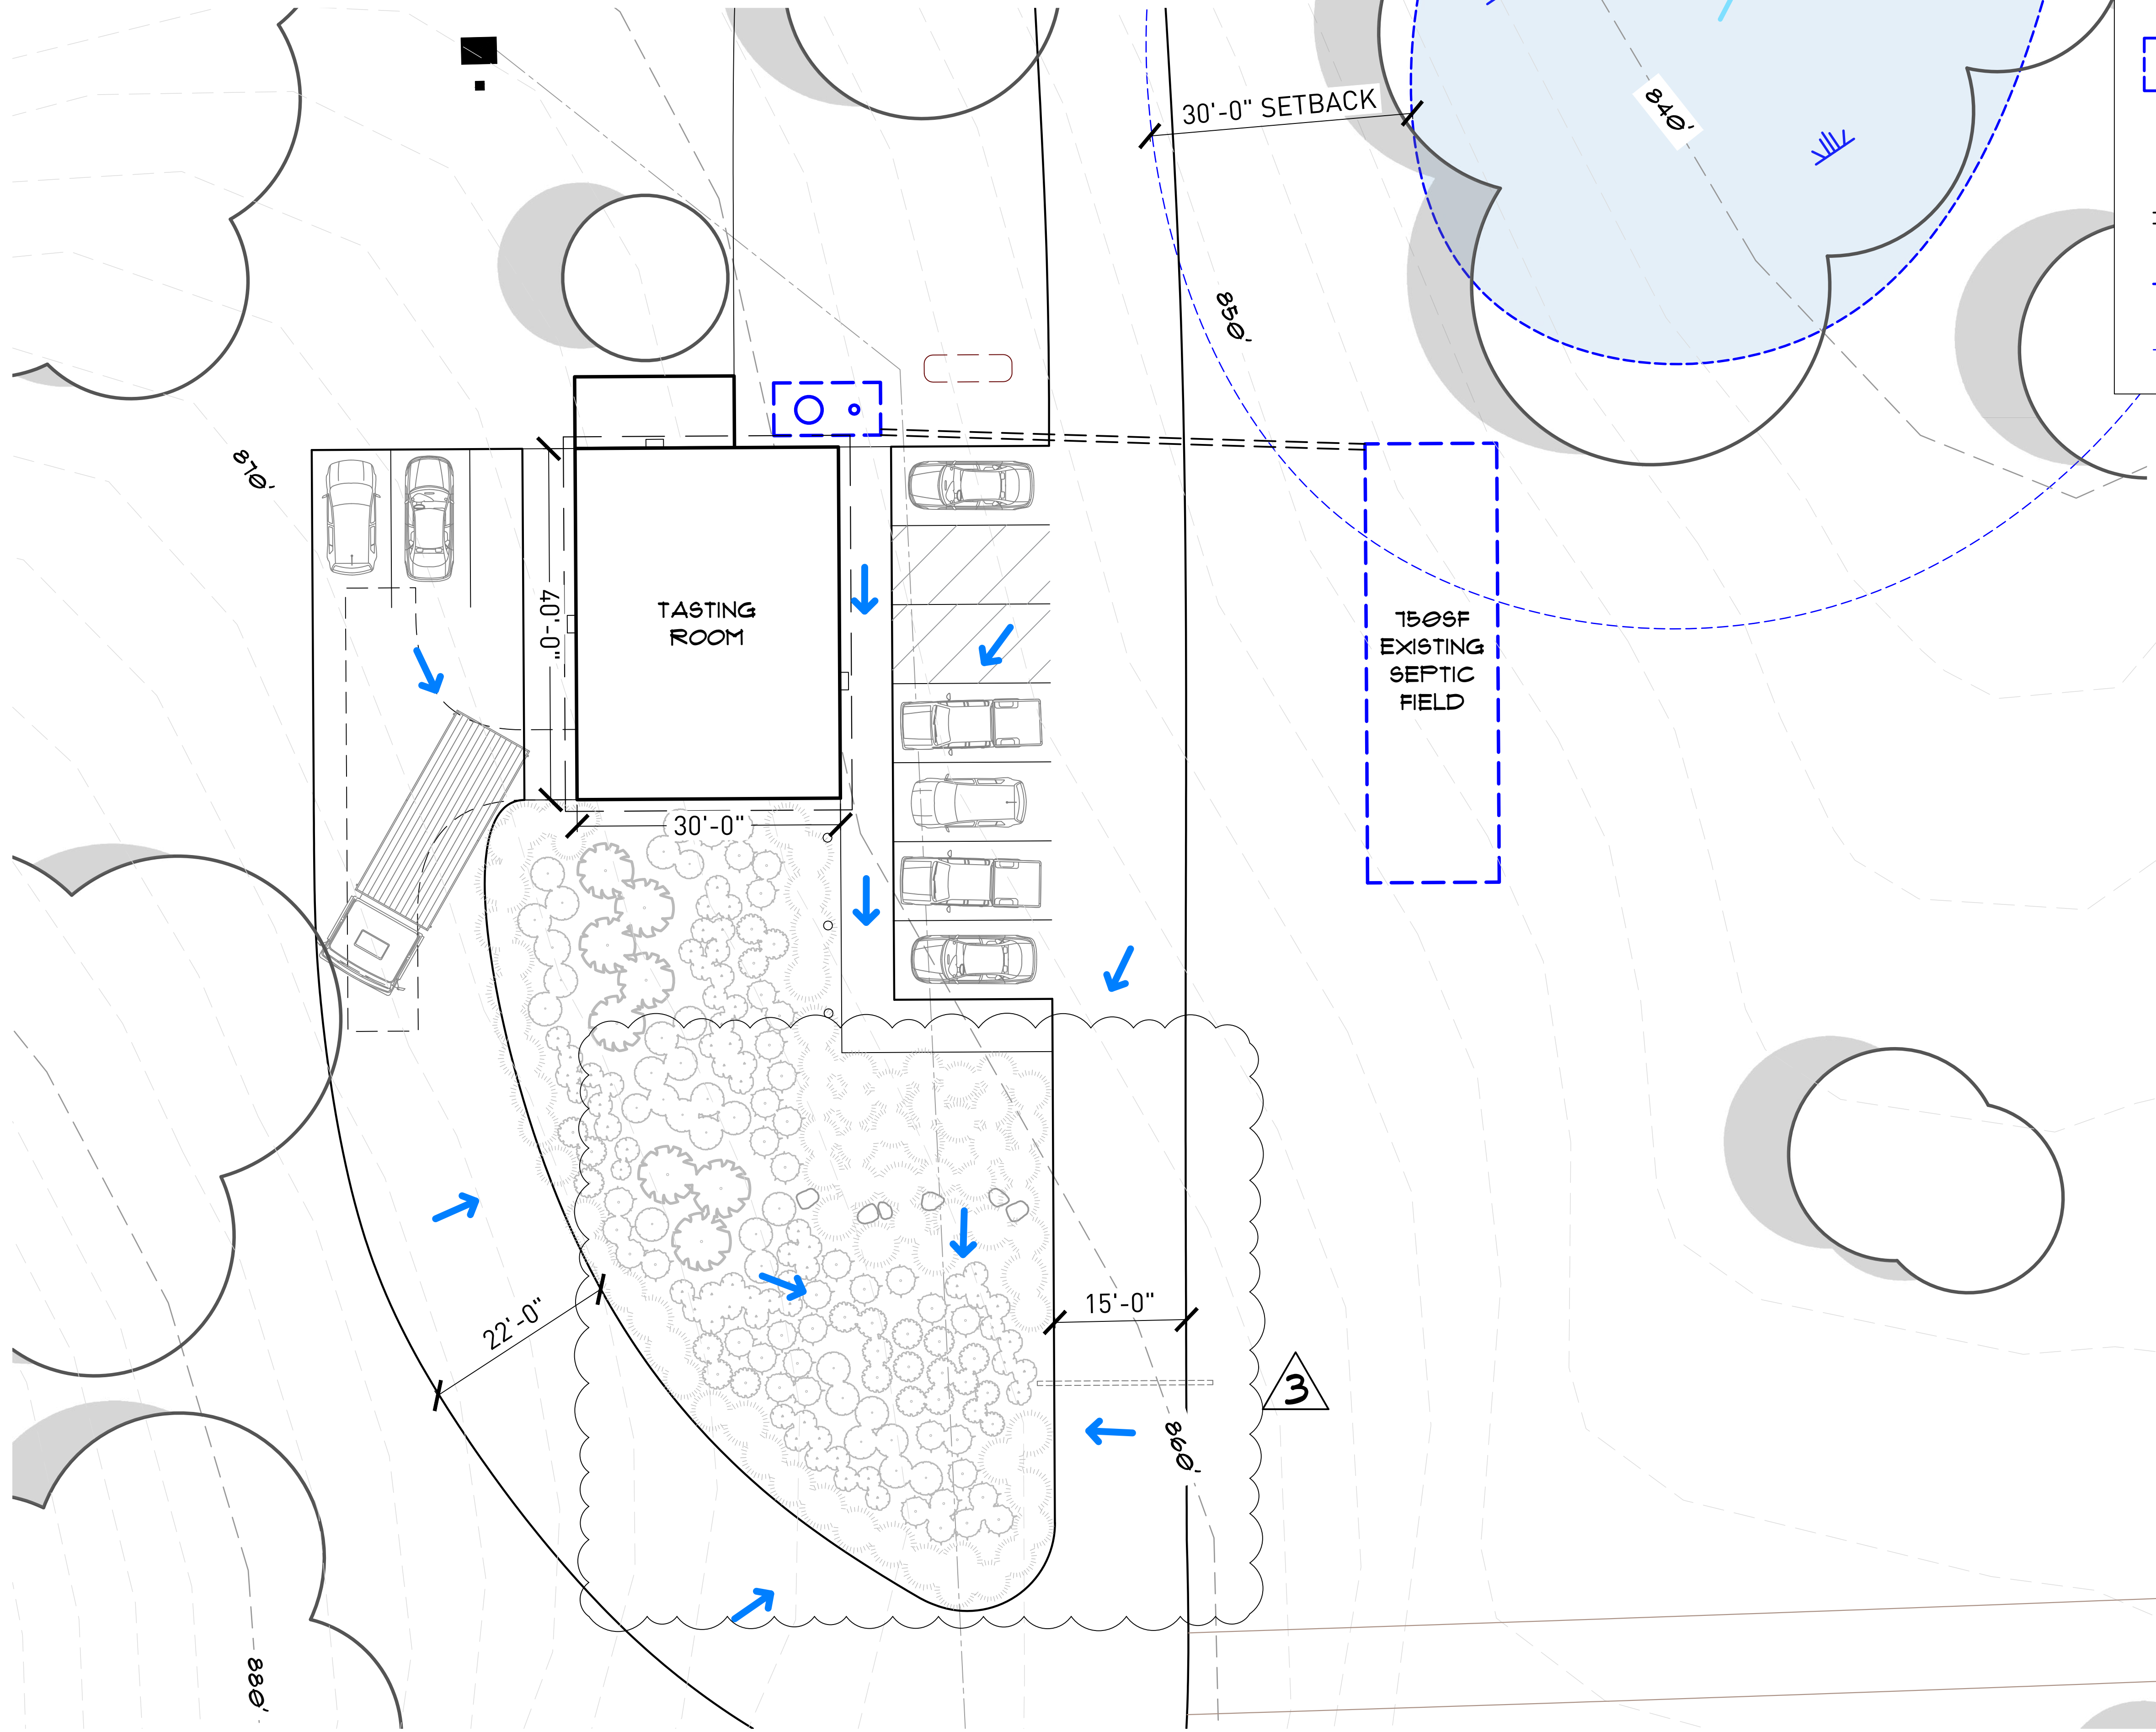 840'
30'-0" SETBACK
850'
870'
40'-0"
TASTING
ROOM
750SF
EXISTING
SEPTIC
FIELD
30'-0"
22'-0"
15'-0"
3
860'
880'